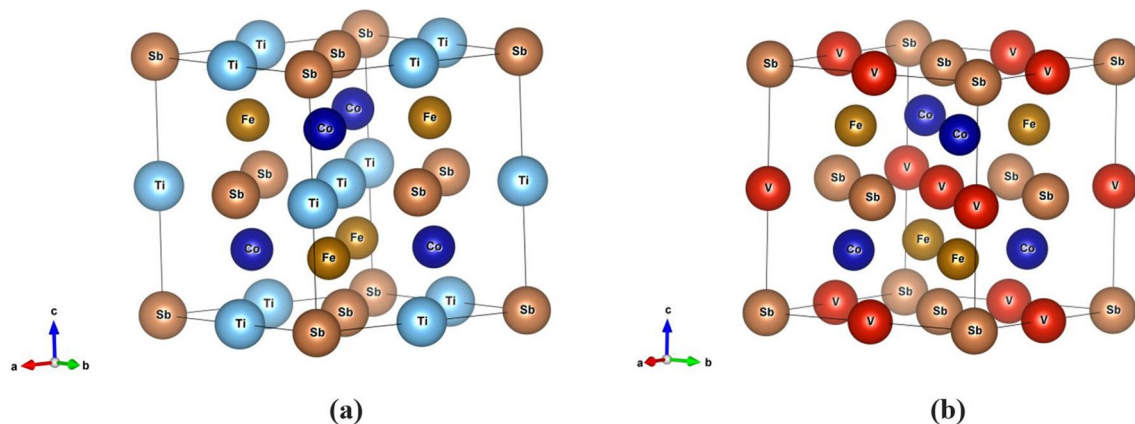 Sb
Ti Ti
Sb Sb Sb
Ti Ti
Sb
Co
Fe Fe
Co
Ti
Sb Sb
Ti Ti Ti
Sb Sb
Ti
Fe
Co Co
Fe
Sb
Ti Ti
Sb Sb Sb
Ti Ti
Sb
c
a b
(a)
Sb
V V
Sb Sb Sb
V V
Sb
Co
Fe Fe
Co
V
Sb Sb
V V V
Sb Sb
V
Fe
Co Co
Fe
Sb
V V
Sb Sb Sb
V V
Sb
c
a b
(b)